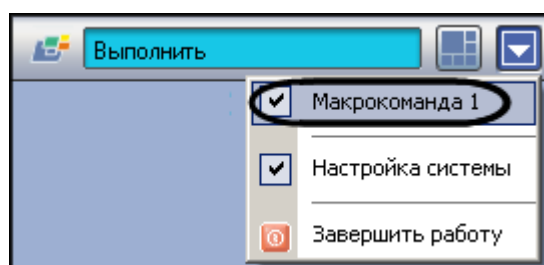 Выполнить
Макрокоманда 1
Настройка системы
Завершить работу